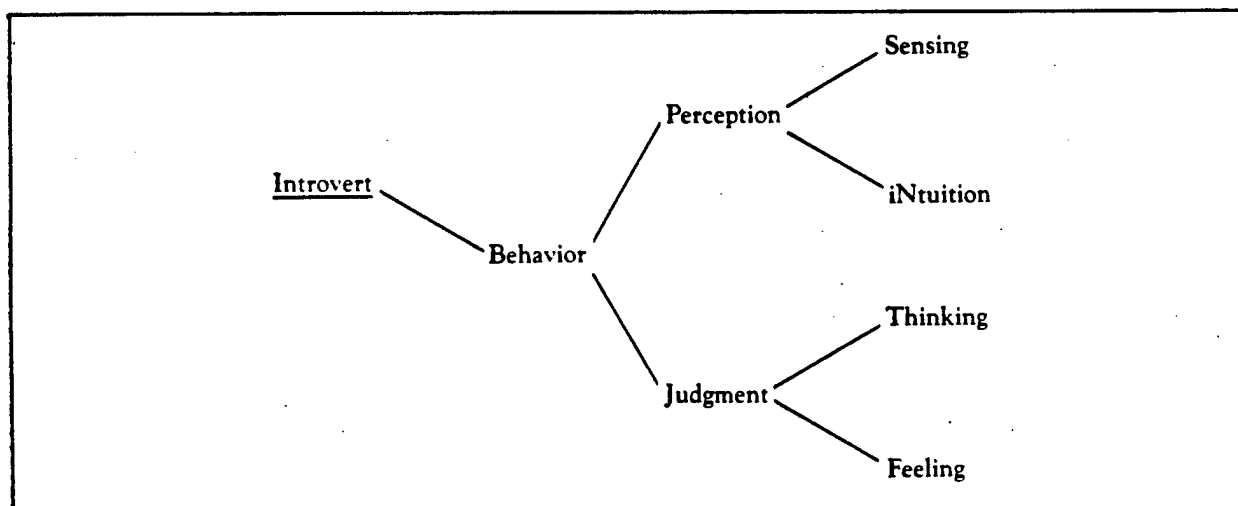 Sensing
Perception
Introvert
iNtuition
Behavior
Thinking
Judgment
Feeling